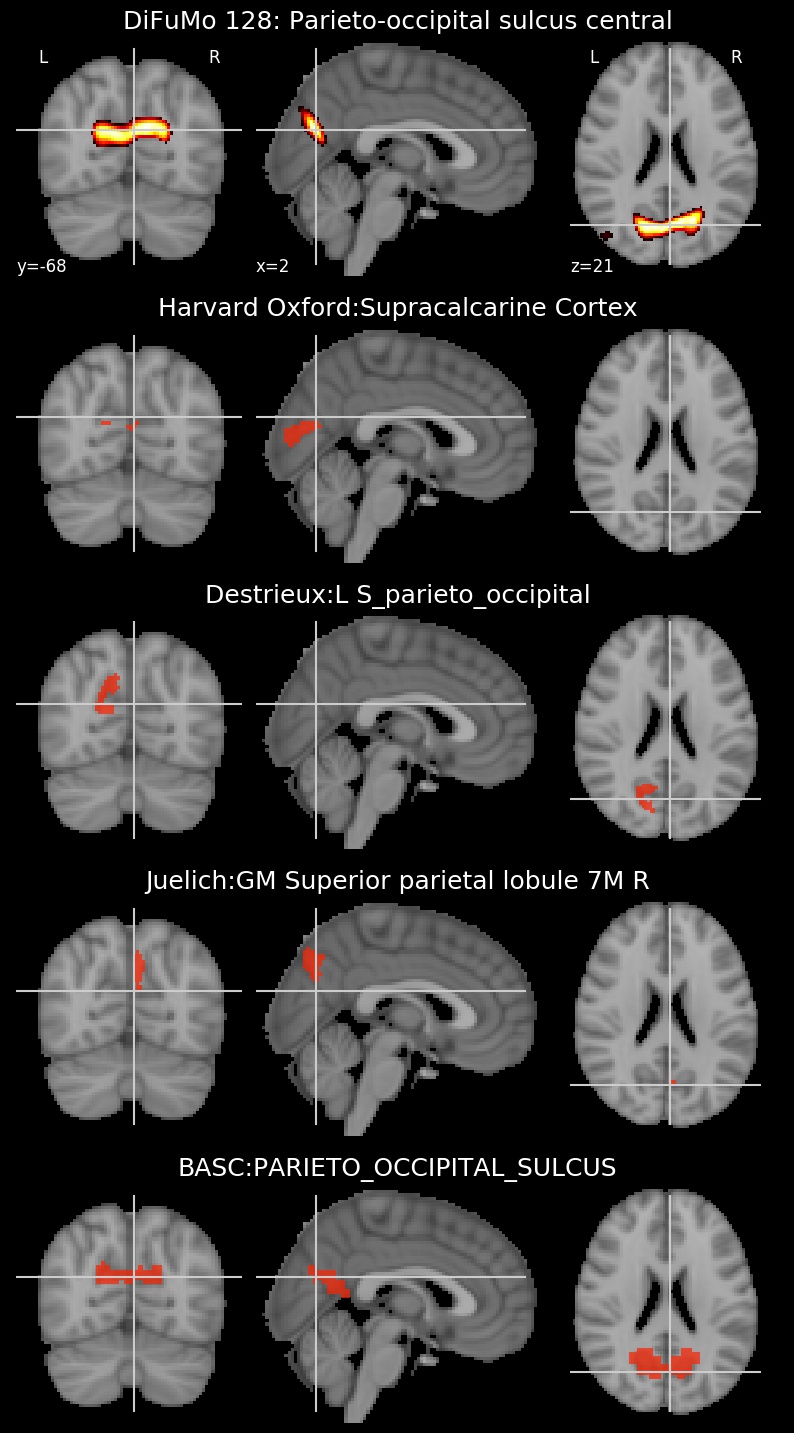 DiFuMo 128: Parieto-occipital sulcus central
L R L R
y=-68 x=2 z=21
Harvard Oxford:Supracalcarine Cortex
Destrieux:L S_parieto_occipital
Juelich:GM Superior parietal lobule 7M R
BASC:PARIETO_OCCIPITAL_SULCUS